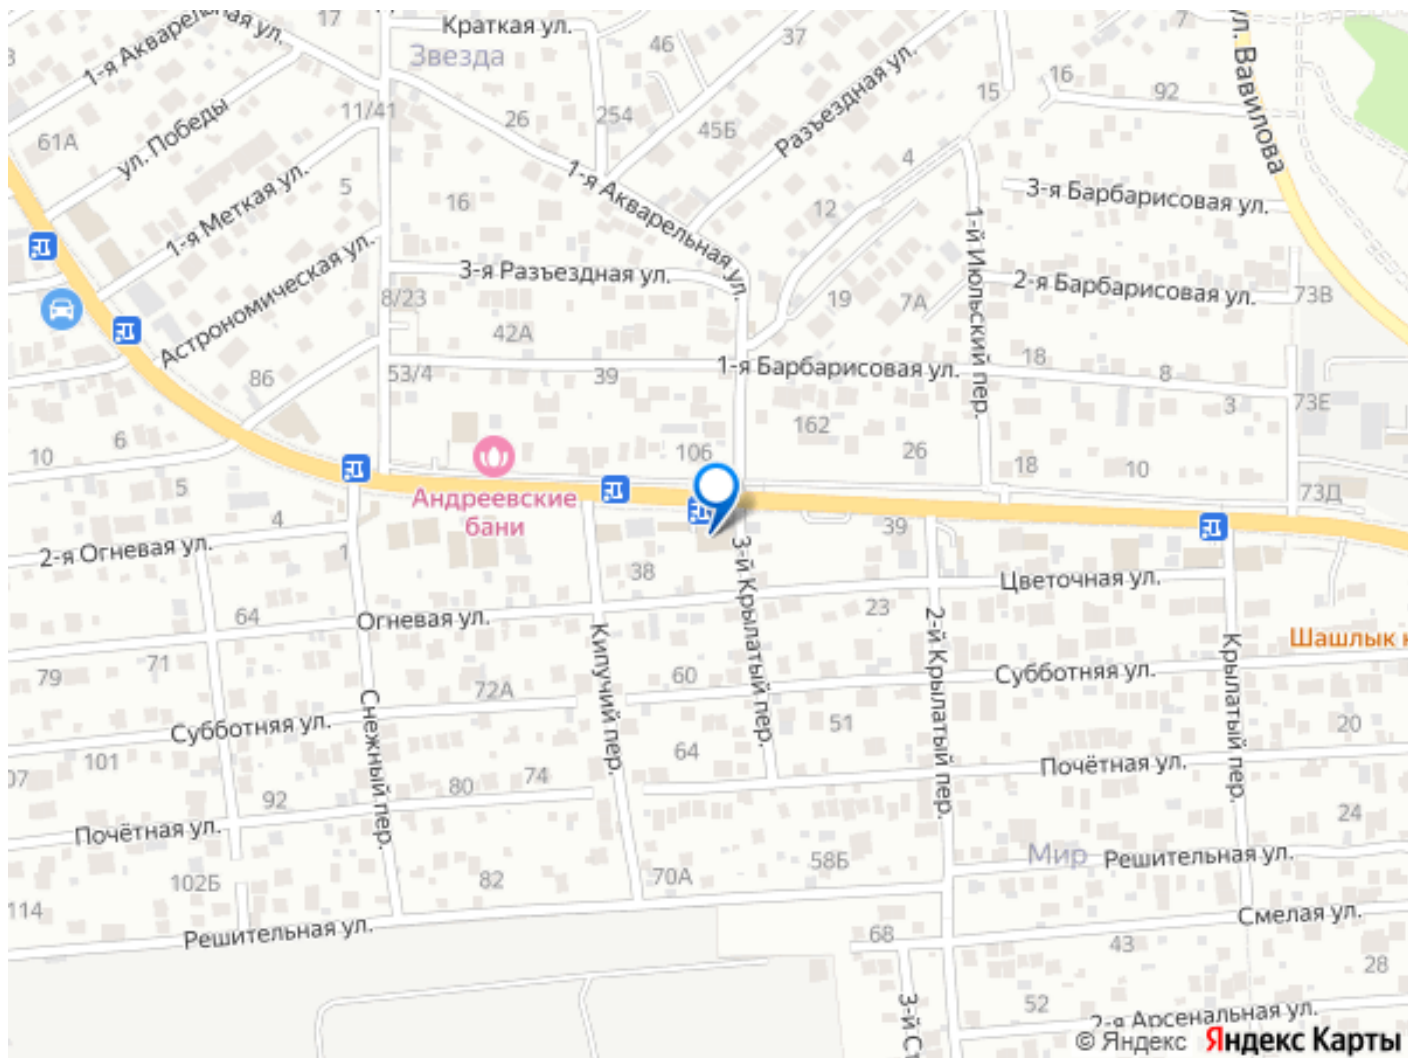 17
Краткая ул.
46
37
7
ул. Вавилова
1-я Акварельная ул.
Звезда
Разъездная ул.
16
92
15
11/41
26
254
45Б
61А
ул. Победы
4
1-я Акварельная ул.
5
16
3-я Барбарисовая ул.
1-я Меткая ул.
12
1-й Июльский пер.
3-я Разъездная ул.
2-я Барбарисовая ул.
Астрономическая ул.
8/23
19
7А
73В
42А
86
53/4
39
1-я Барбарисовая ул.
18
8
3
73Е
6
10
106
162
26
18
10
73Д
5
Андреевские
бани
4
39
2-я Огневая ул.
1
38
3-й Крылатый пер.
Цветочная ул.
64
Огневая ул.
23
2-й Крылатый пер.
Кипучий пер.
Крылатый пер.
Шашлык
79
71
72А
60
Субботняя ул.
Снежный пер.
Субботняя ул.
51
20
101
64
07
74
80
Почётная ул.
92
24
Почётная ул.
58Б
Мир
Решительная ул.
102Б
82
70А
114
Решительная ул.
68
43
Смелая ул.
28
52
3-й Ст
2-я Арсенальная ул.
© Яндекс Яндекс Карты